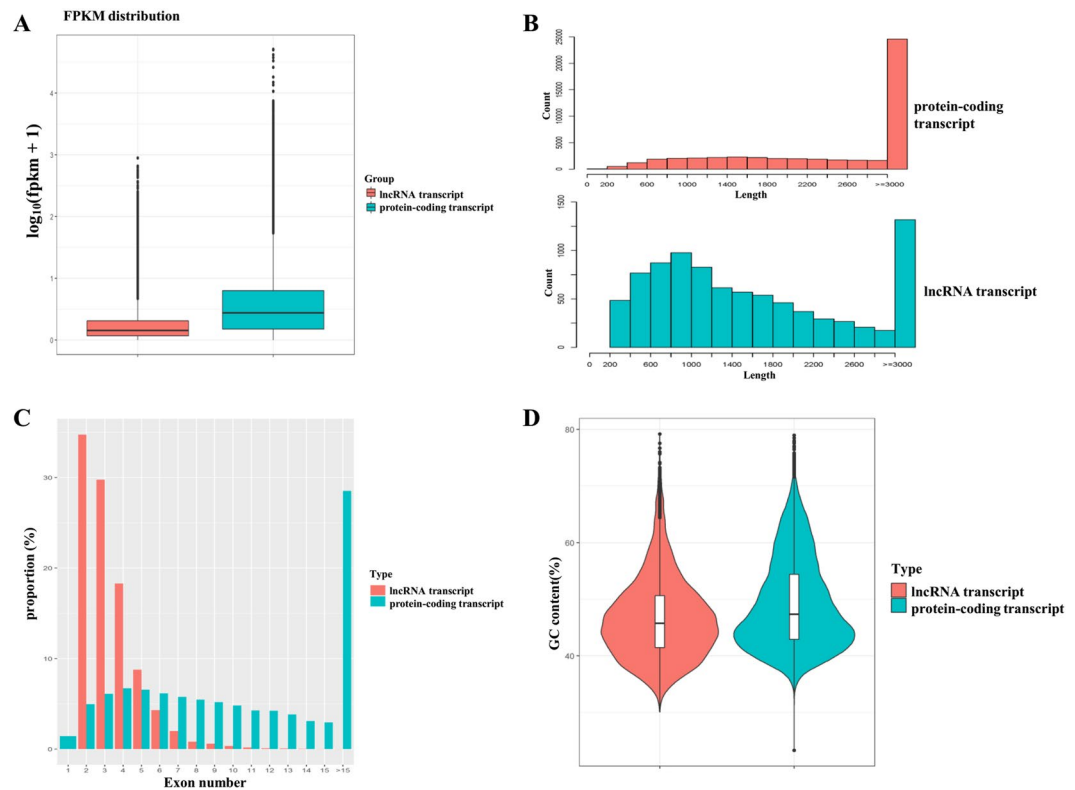 A
FPKM distribution
log10(fpkm + 1)
4
3
2
1
0
Group
lncRNA transcript
protein-coding transcript
B
Count
25000
20000
15000
10000
5000
0
0 200 600 1000 1400 1800 2200 2600 >=3000
Length
protein-coding
transcript
Count
1500
1000
500
0
0 200 600 1000 1400 1800 2200 2600 >=3000
Length
lncRNA transcript
C
proportion (%)
30
20
10
0
1 2 3 4 5 6 7 8 9 10 11 12 13 14 15 >15
Exon number
Type
lncRNA transcript
protein-coding transcript
D
GC content(%)
80
60
40
Type
lncRNA transcript
protein-coding transcript